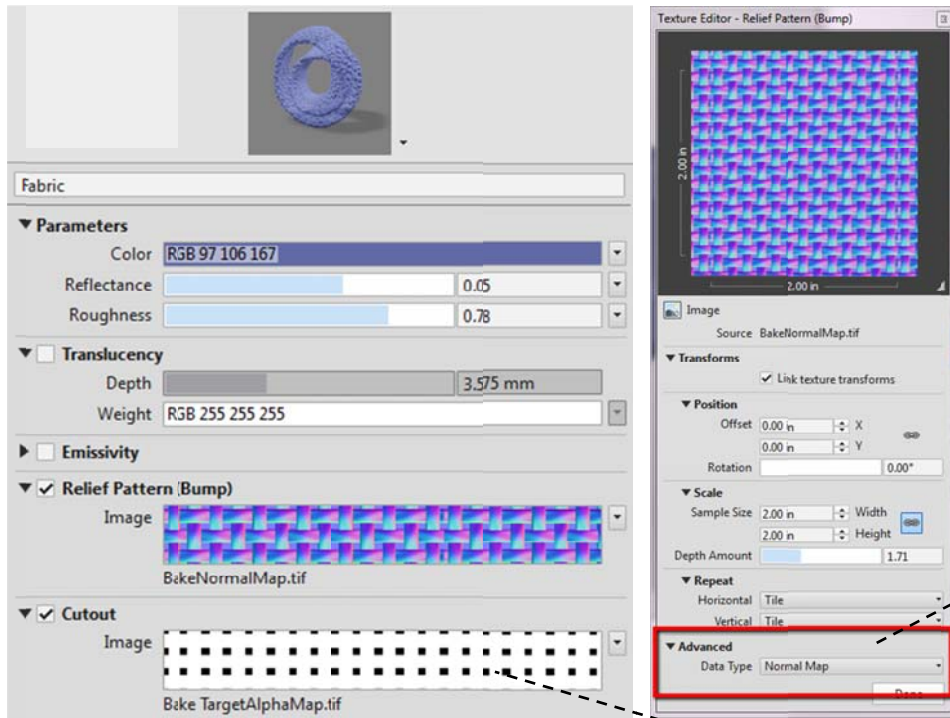 Fabric
Parameters
Color RGB 97 106 167
Reflectance 0.05
Roughness 0.78
Translucency
Depth 3.575 mm
Weight RGB 255 255 255
Emissivity
Relief Pattern (Bump)
Image
BakeNormalMap.tif
Cutout
Image
Bake TargetAlphaMap.tif
Texture Editor - Relief Pattern (Bump)
2.00 in
2.00 in
Image
Source BakeNormalMap.tif
Transforms
Link texture transforms
Position
Offset 0.00 in X
0.00 in Y
Rotation 0.00°
Scale
Sample Size 2.00 in Width
2.00 in Height
Depth Amount 1.71
Repeat
Horizontal Tile
Vertical Tile
Advanced
Data Type Normal Map
Done